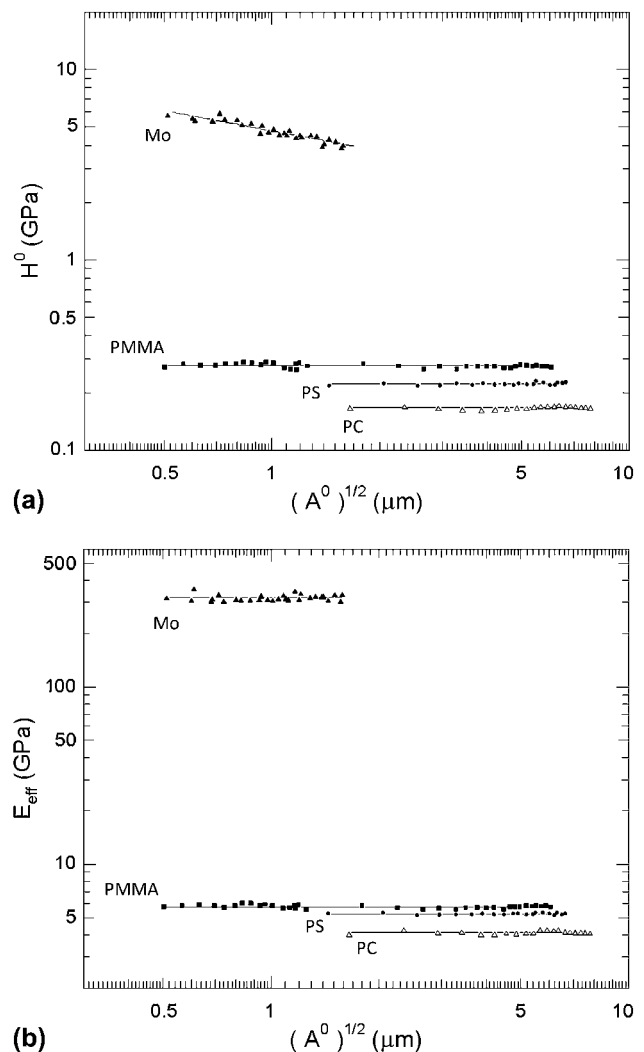 10
5
Mo
H⁰ (GPa)
1
0.5
PMMA
PS
PC
0.1
0.5
1
5
10
(a)
( A⁰ )¹/² (μm)
500
Mo
100
50
E_eff (GPa)
10
PMMA
5
PS
PC
0.5
1
5
10
(b)
( A⁰ )¹/² (μm)